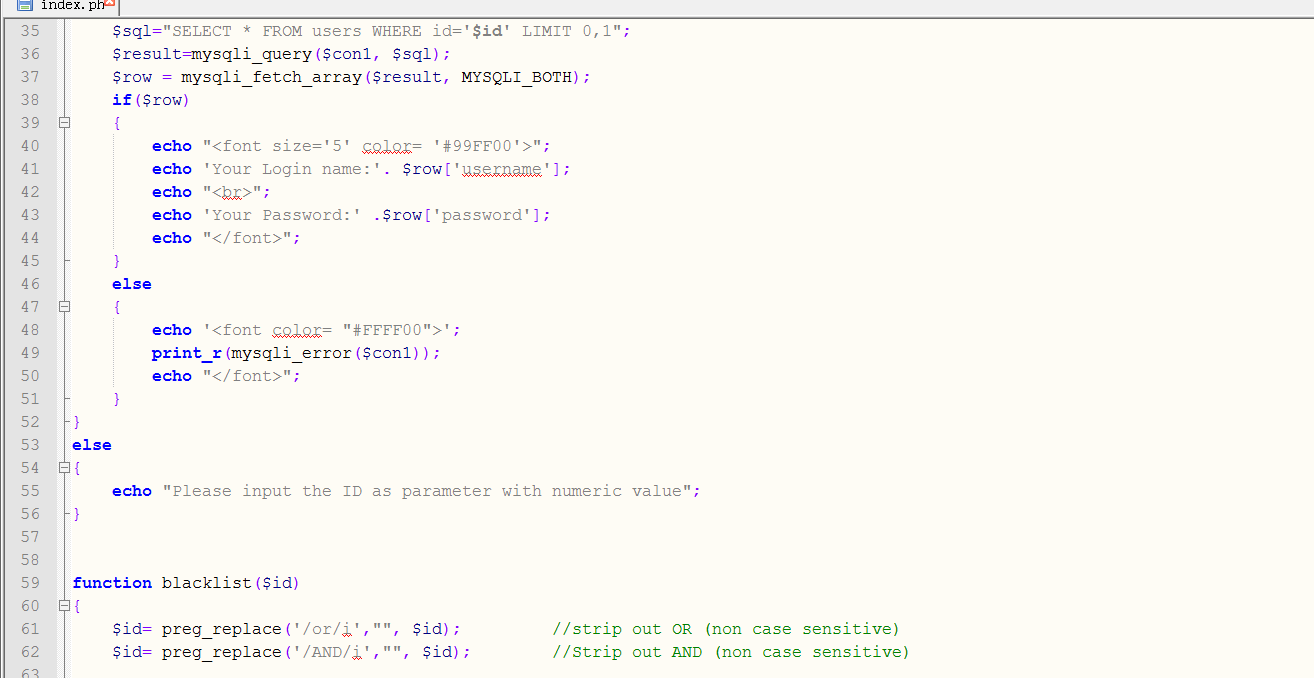 index.ph
35 $sql="SELECT * FROM users WHERE id='$id' LIMIT 0,1";
36 $result=mysqli_query($con1, $sql);
37 $row = mysqli_fetch_array($result, MYSQLI_BOTH);
38 if($row)
39 {
40 echo "<font size='5' color= '#99FF00'>";
41 echo 'Your Login name:'. $row['username'];
42 echo "<br>";
43 echo 'Your Password:' .$row['password'];
44 echo "</font>";
45 }
46 else
47 {
48 echo '<font color= "#FFFF00">';
49 print_r(mysqli_error($con1));
50 echo "</font>";
51 }
52 }
53 else
54 {
55 echo "Please input the ID as parameter with numeric value";
56 }
57
58
59 function blacklist($id)
60 {
61 $id= preg_replace('/or/i',"", $id); //strip out OR (non case sensitive)
62 $id= preg_replace('/AND/i',"", $id); //Strip out AND (non case sensitive)
63